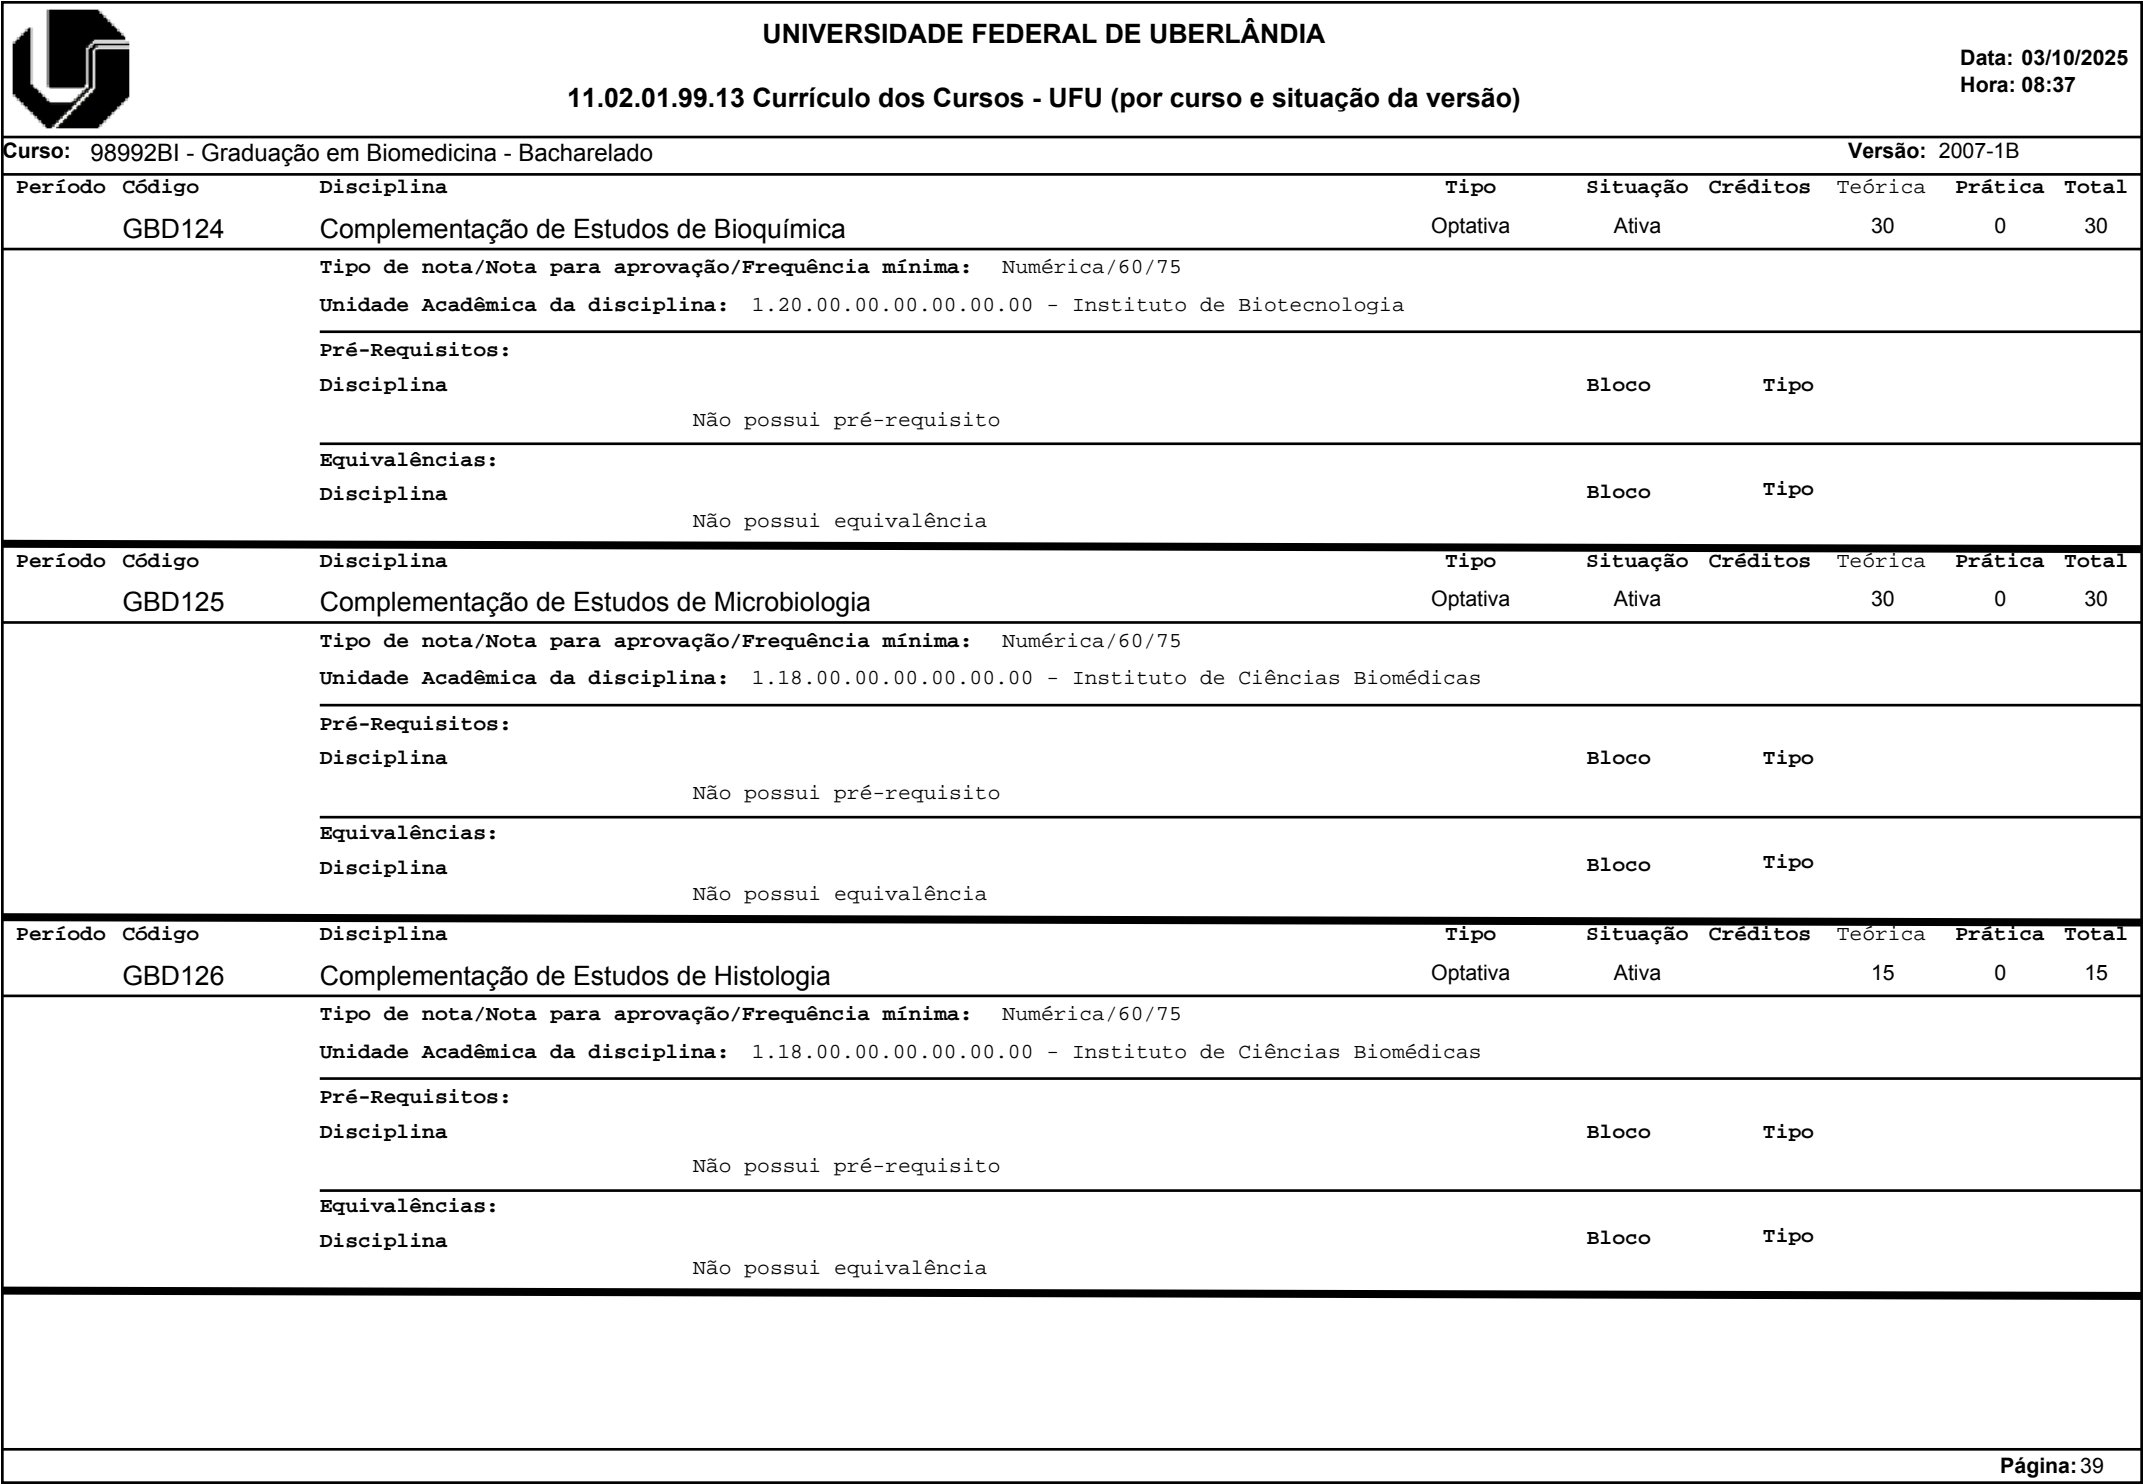 UNIVERSIDADE FEDERAL DE UBERLÂNDIA
Data: 03/10/2025
Hora: 08:37
11.02.01.99.13 Currículo dos Cursos - UFU (por curso e situação da versão)
Curso: 98992BI - Graduação em Biomedicina - Bacharelado Versão: 2007-1B
Período Código Disciplina Tipo Situação Créditos Teórica Prática Total
GBD124 Complementação de Estudos de Bioquímica Optativa Ativa 30 0 30
Tipo de nota/Nota para aprovação/Frequência mínima: Numérica/60/75
Unidade Acadêmica da disciplina: 1.20.00.00.00.00.00.00 - Instituto de Biotecnologia
Pré-Requisitos:
Disciplina Bloco Tipo
Não possui pré-requisito
Equivalências:
Disciplina Bloco Tipo
Não possui equivalência
Período Código Disciplina Tipo Situação Créditos Teórica Prática Total
GBD125 Complementação de Estudos de Microbiologia Optativa Ativa 30 0 30
Tipo de nota/Nota para aprovação/Frequência mínima: Numérica/60/75
Unidade Acadêmica da disciplina: 1.18.00.00.00.00.00.00 - Instituto de Ciências Biomédicas
Pré-Requisitos:
Disciplina Bloco Tipo
Não possui pré-requisito
Equivalências:
Disciplina Bloco Tipo
Não possui equivalência
Período Código Disciplina Tipo Situação Créditos Teórica Prática Total
GBD126 Complementação de Estudos de Histologia Optativa Ativa 15 0 15
Tipo de nota/Nota para aprovação/Frequência mínima: Numérica/60/75
Unidade Acadêmica da disciplina: 1.18.00.00.00.00.00.00 - Instituto de Ciências Biomédicas
Pré-Requisitos:
Disciplina Bloco Tipo
Não possui pré-requisito
Equivalências:
Disciplina Bloco Tipo
Não possui equivalência
Página: 39